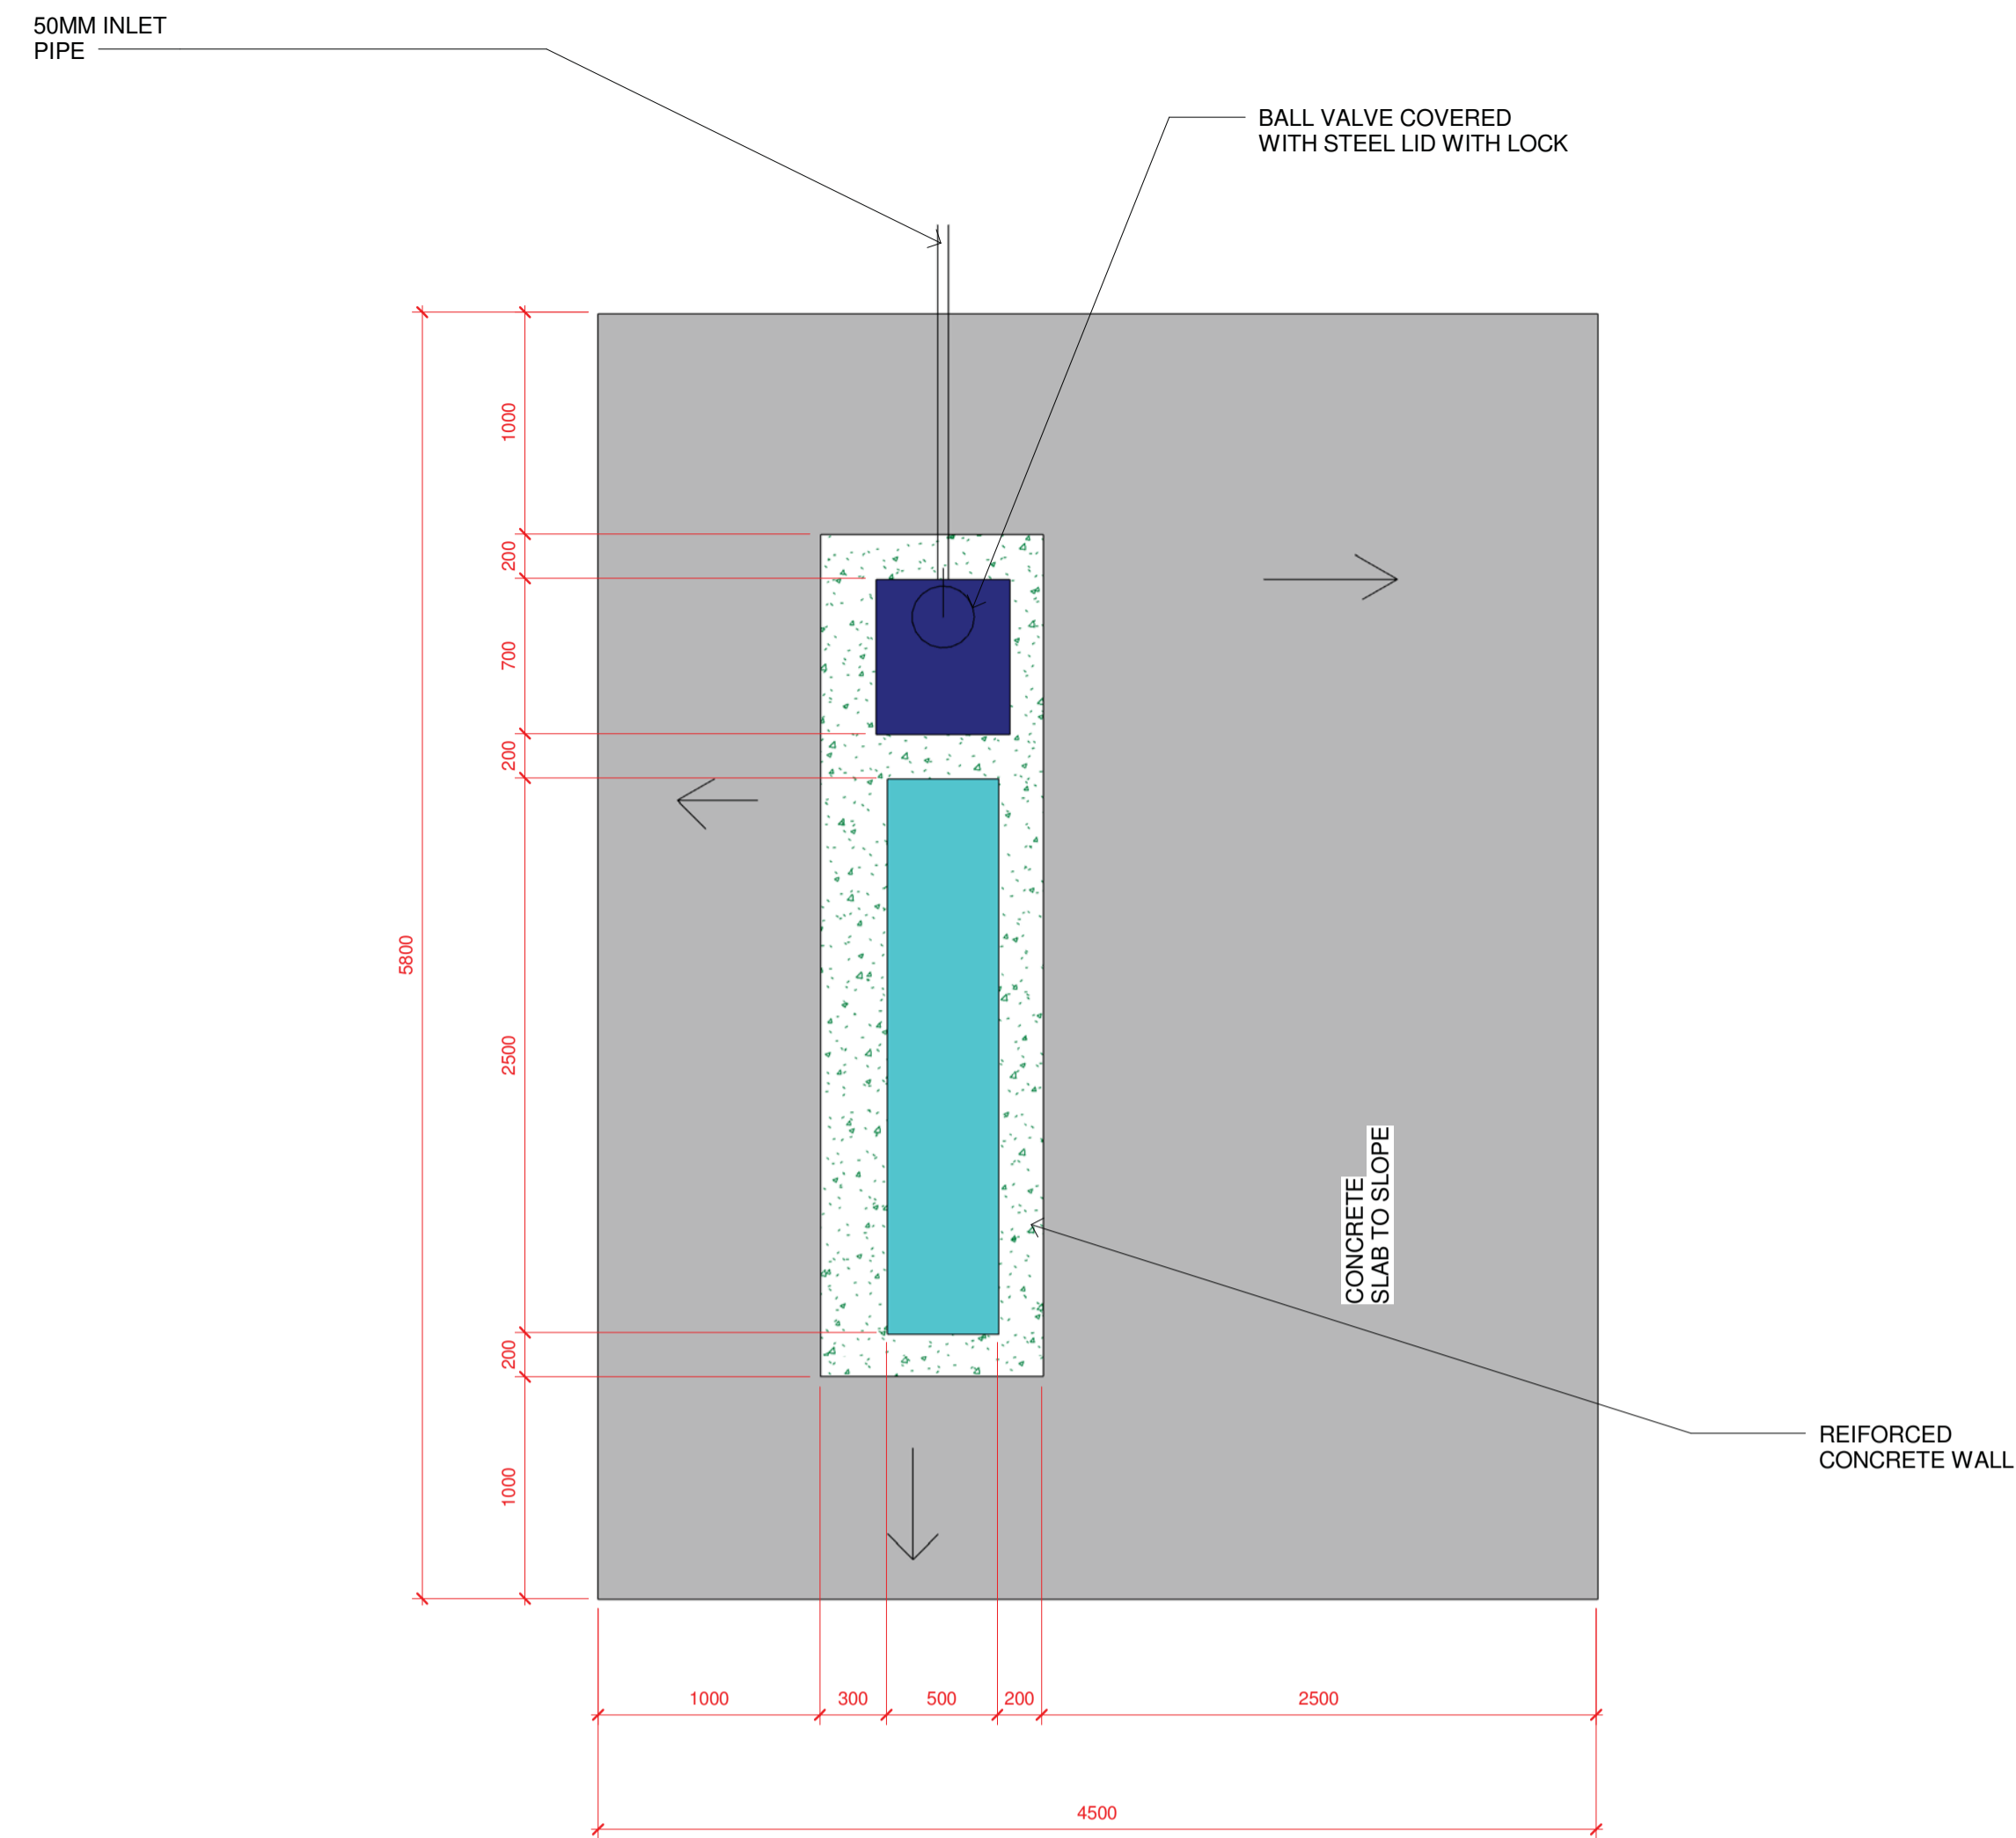 50MM INLET
PIPE
BALL VALVE COVERED
WITH STEEL LID WITH LOCK
1000
200
700
200
5800
2500
200
1000
CONCRETE
SLAB TO SLOPE
REIFORCED
CONCRETE WALL
1000
300
500
200
2500
4500